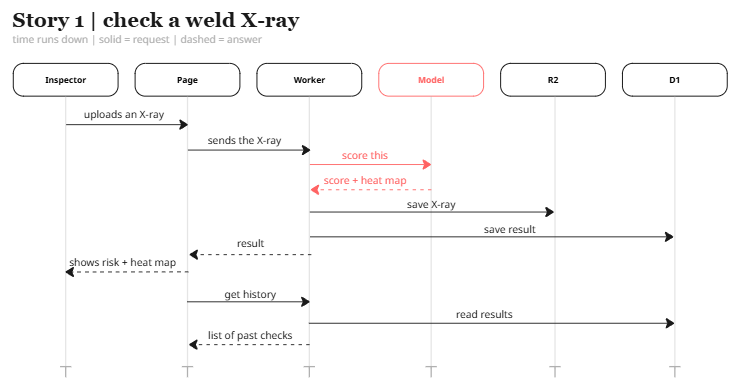 Story 1 | check a weld X-ray
time runs down | solid = request | dashed = answer
Inspector
Page
Worker
Model
R2
D1
uploads an X-ray
sends the X-ray
score this
score + heat map
save X-ray
save result
result
shows risk + heat map
get history
read results
list of past checks